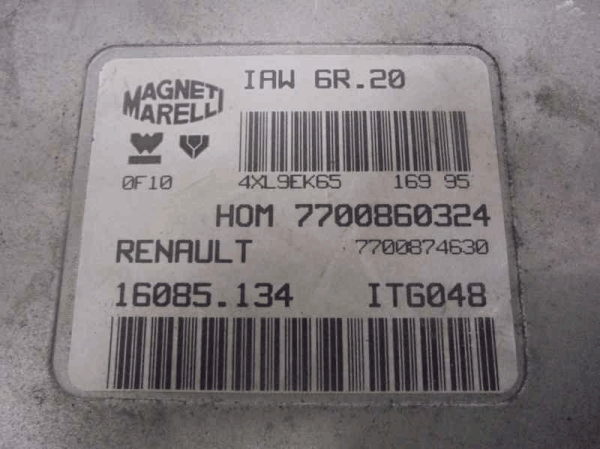 MAGNETI MARELLI
IAW 6R.20
0F10
4XL9EK65 169 95
HOM 7700860324
RENAULT 7700874630
16085.134 ITG048